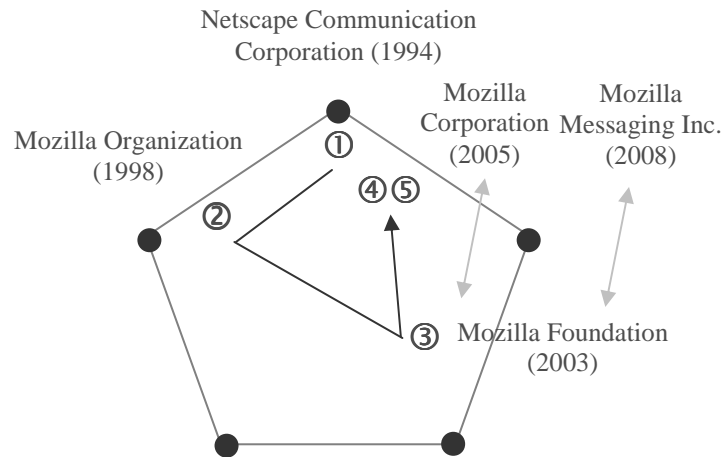 Netscape Communication
Corporation (1994)
Mozilla
Corporation
(2005)
Mozilla
Messaging Inc.
(2008)
Mozilla Organization
(1998)
①
④⑤
②
③
Mozilla Foundation
(2003)